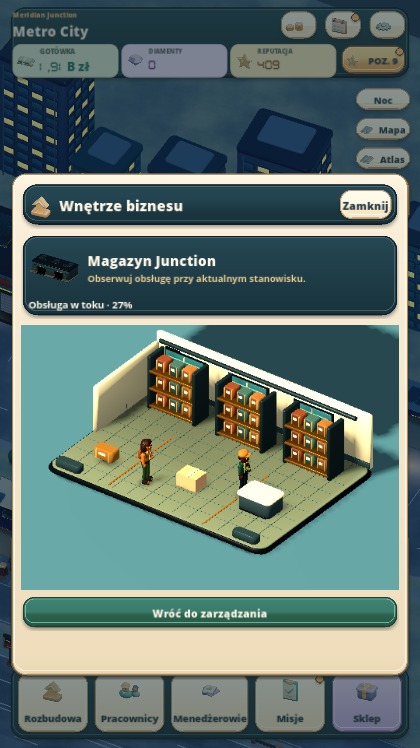 Meridian Junction
Metro City
GOTÓWKA
B zł
DIAMENTY
0
REPUTACJA
409
POZ. 9
Noc
Mapa
Atlas
Wnętrze biznesu
Zamknij
Magazyn Junction
Obserwuj obsługę przy aktualnym stanowisku.
Obsługa w toku · 27%
Wróć do zarządzania
Rozbudowa
Pracownicy
Menedżerowie
Misje
Sklep